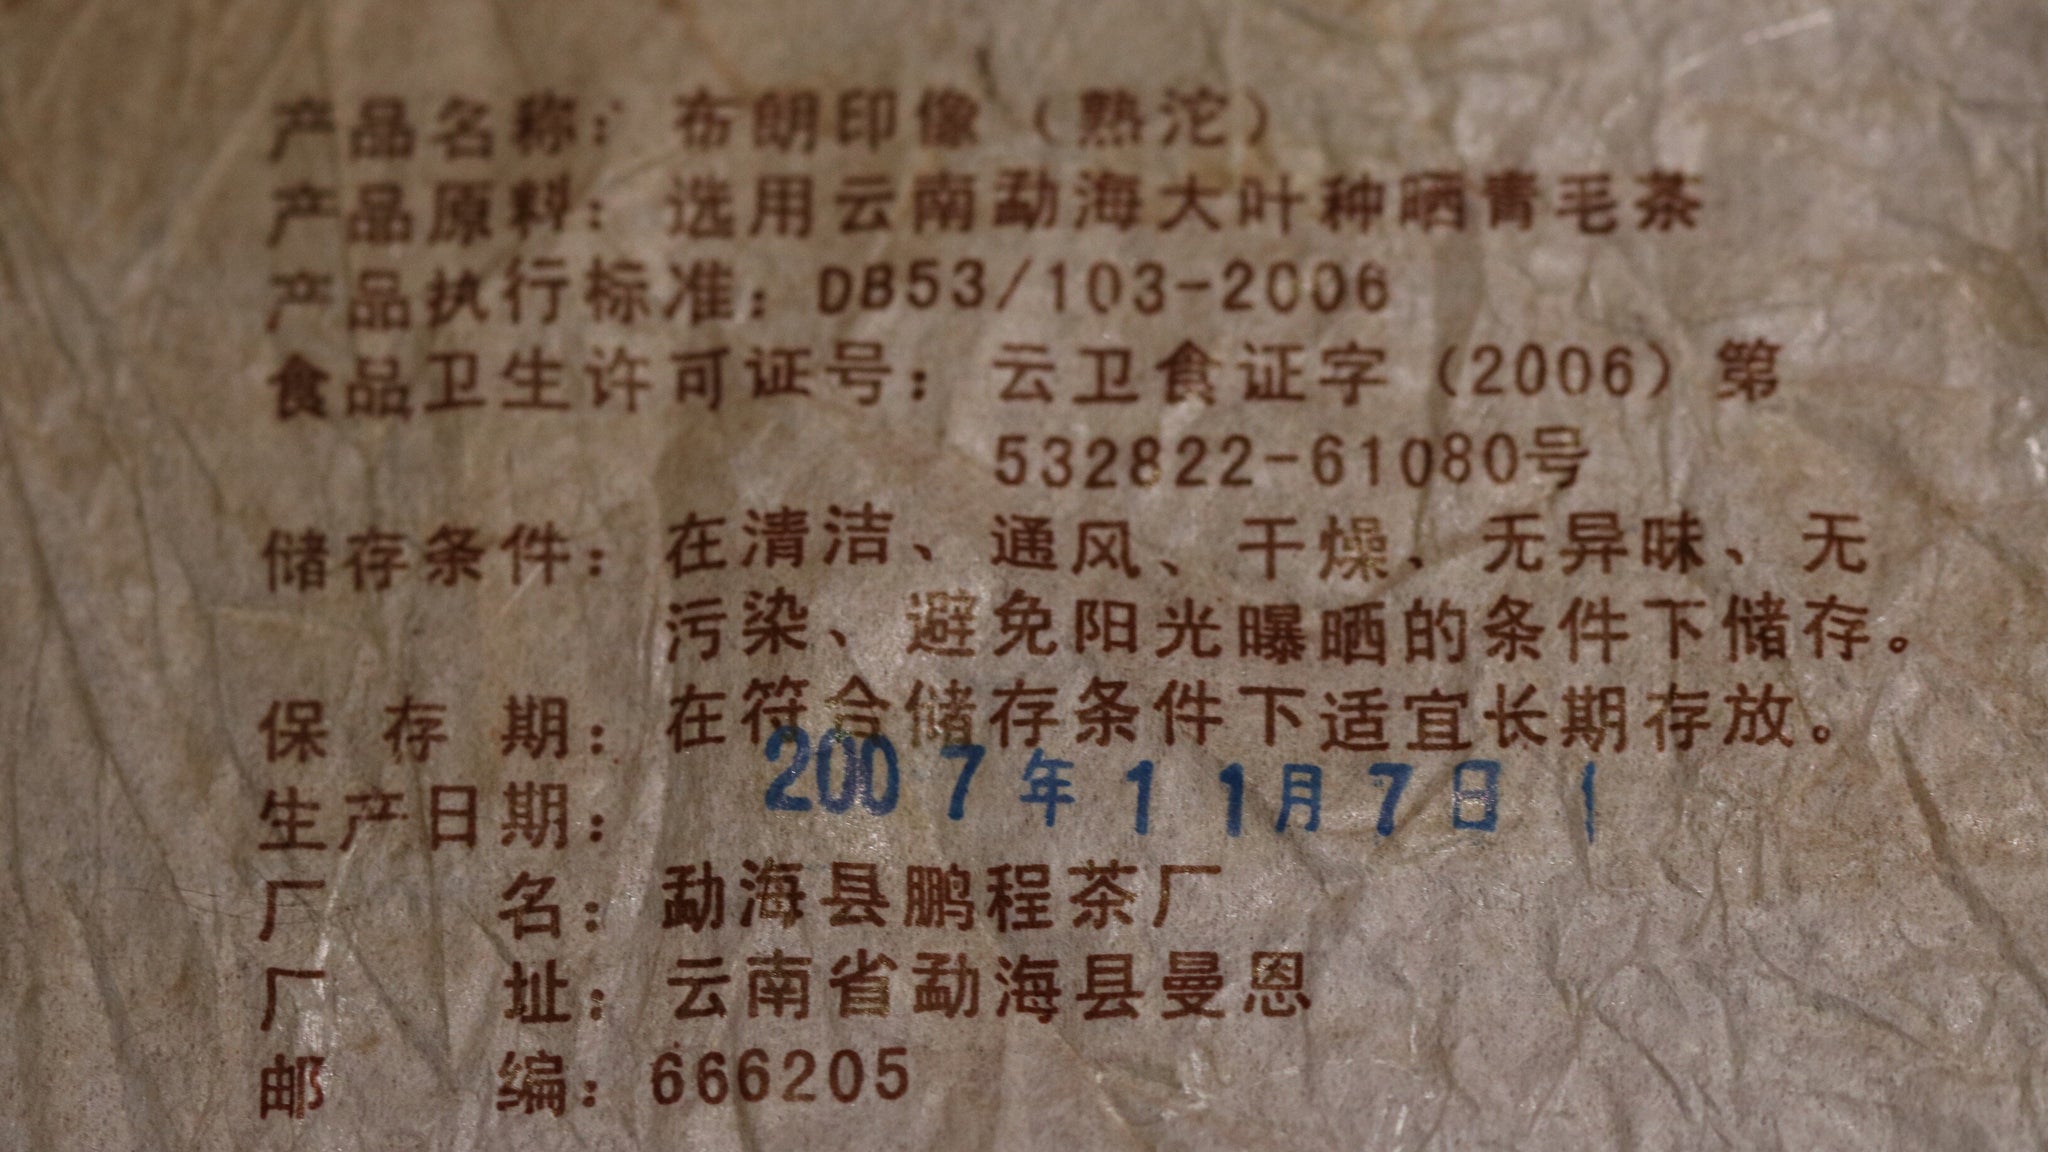 产品名称：布朗印像（熟沱）
产品原料：选用云南勐海大叶种晒青毛茶
产品执行标准：DB53/103-2006
食品卫生许可证号：云卫食证字（2006）第
532822-61080号
储存条件：在清洁、通风、干燥、无异味、无
污染、避免阳光曝晒的条件下储存。
保存期：在符合储存条件下适宜长期存放。
生产日期：2007年11月7日
厂名：勐海县鹏程茶厂
厂址：云南省勐海县曼恩
邮编：666205